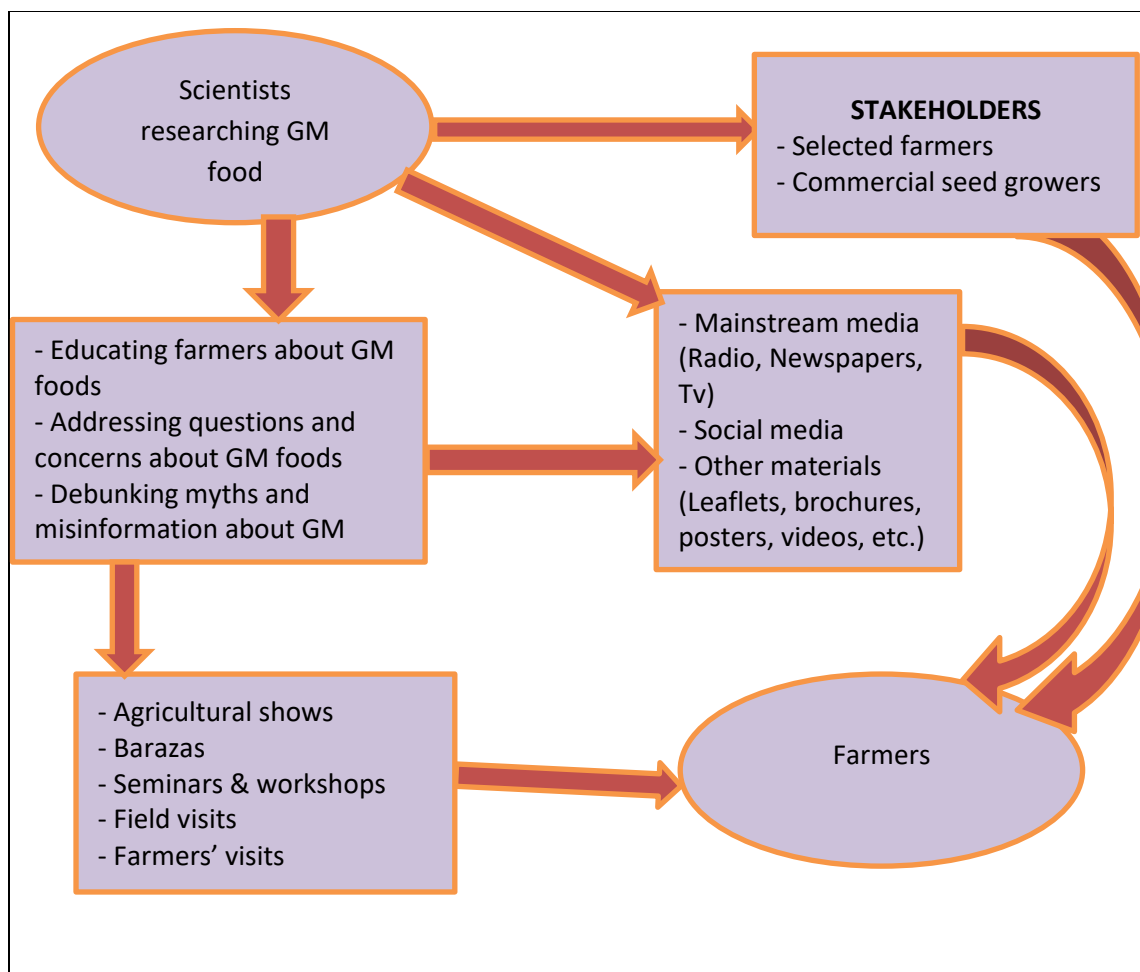 Scientists
researching GM
food
STAKEHOLDERS
- Selected farmers
- Commercial seed growers
- Educating farmers about GM
foods
- Addressing questions and
concerns about GM foods
- Debunking myths and
misinformation about GM
- Mainstream media
(Radio, Newspapers,
Tv)
- Social media
- Other materials
(Leaflets, brochures,
posters, videos, etc.)
- Agricultural shows
- Barazas
- Seminars & workshops
- Field visits
- Farmers’ visits
Farmers